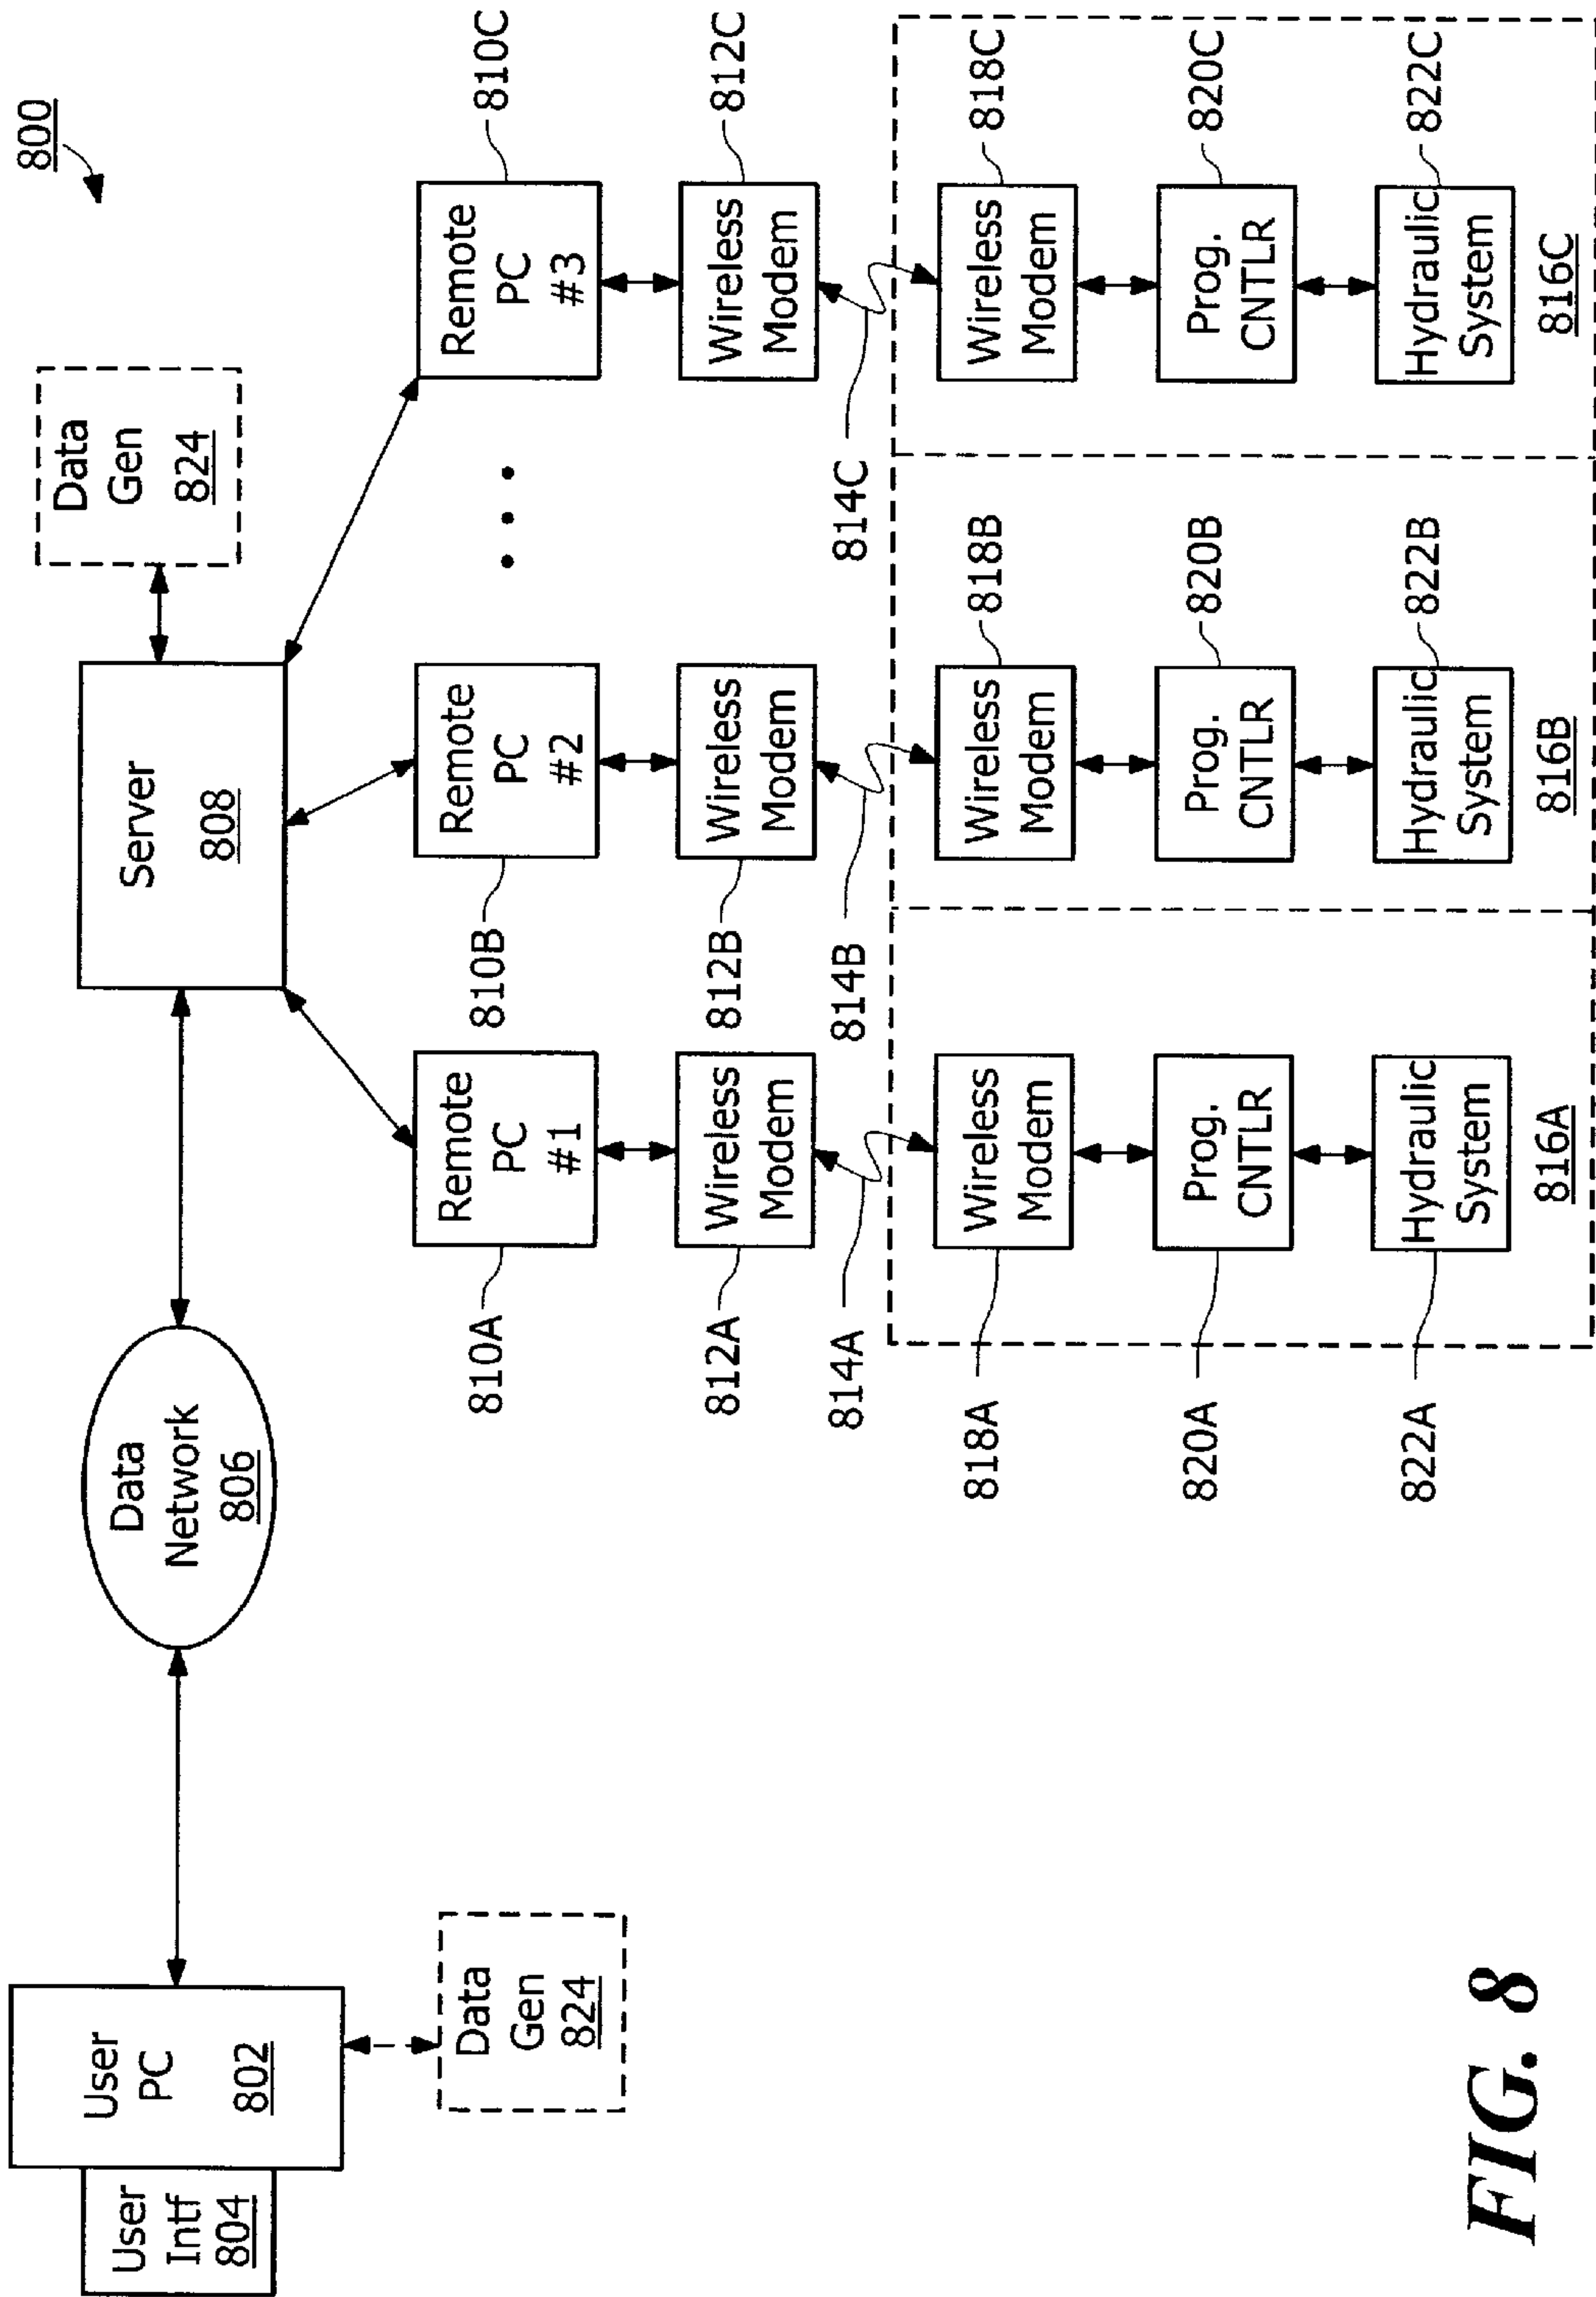 800
User
Intf
804
User
PC
802
Data
Network
806
Server
808
Data
Gen
824
Data
Gen
824
810A
Remote
PC
#1
810B
Remote
PC
#2
Remote
PC
#3
810C
812A
Wireless
Modem
812B
Wireless
Modem
Wireless
Modem
812C
814A
814B
814C
818A
Wireless
Modem
Wireless
Modem
818B
Wireless
Modem
818C
820A
Prog.
CNTLR
Prog.
CNTLR
820B
Prog.
CNTLR
820C
822A
Hydraulic
System
Hydraulic
System
822B
Hydraulic
System
822C
816A
816B
816C
FIG. 8